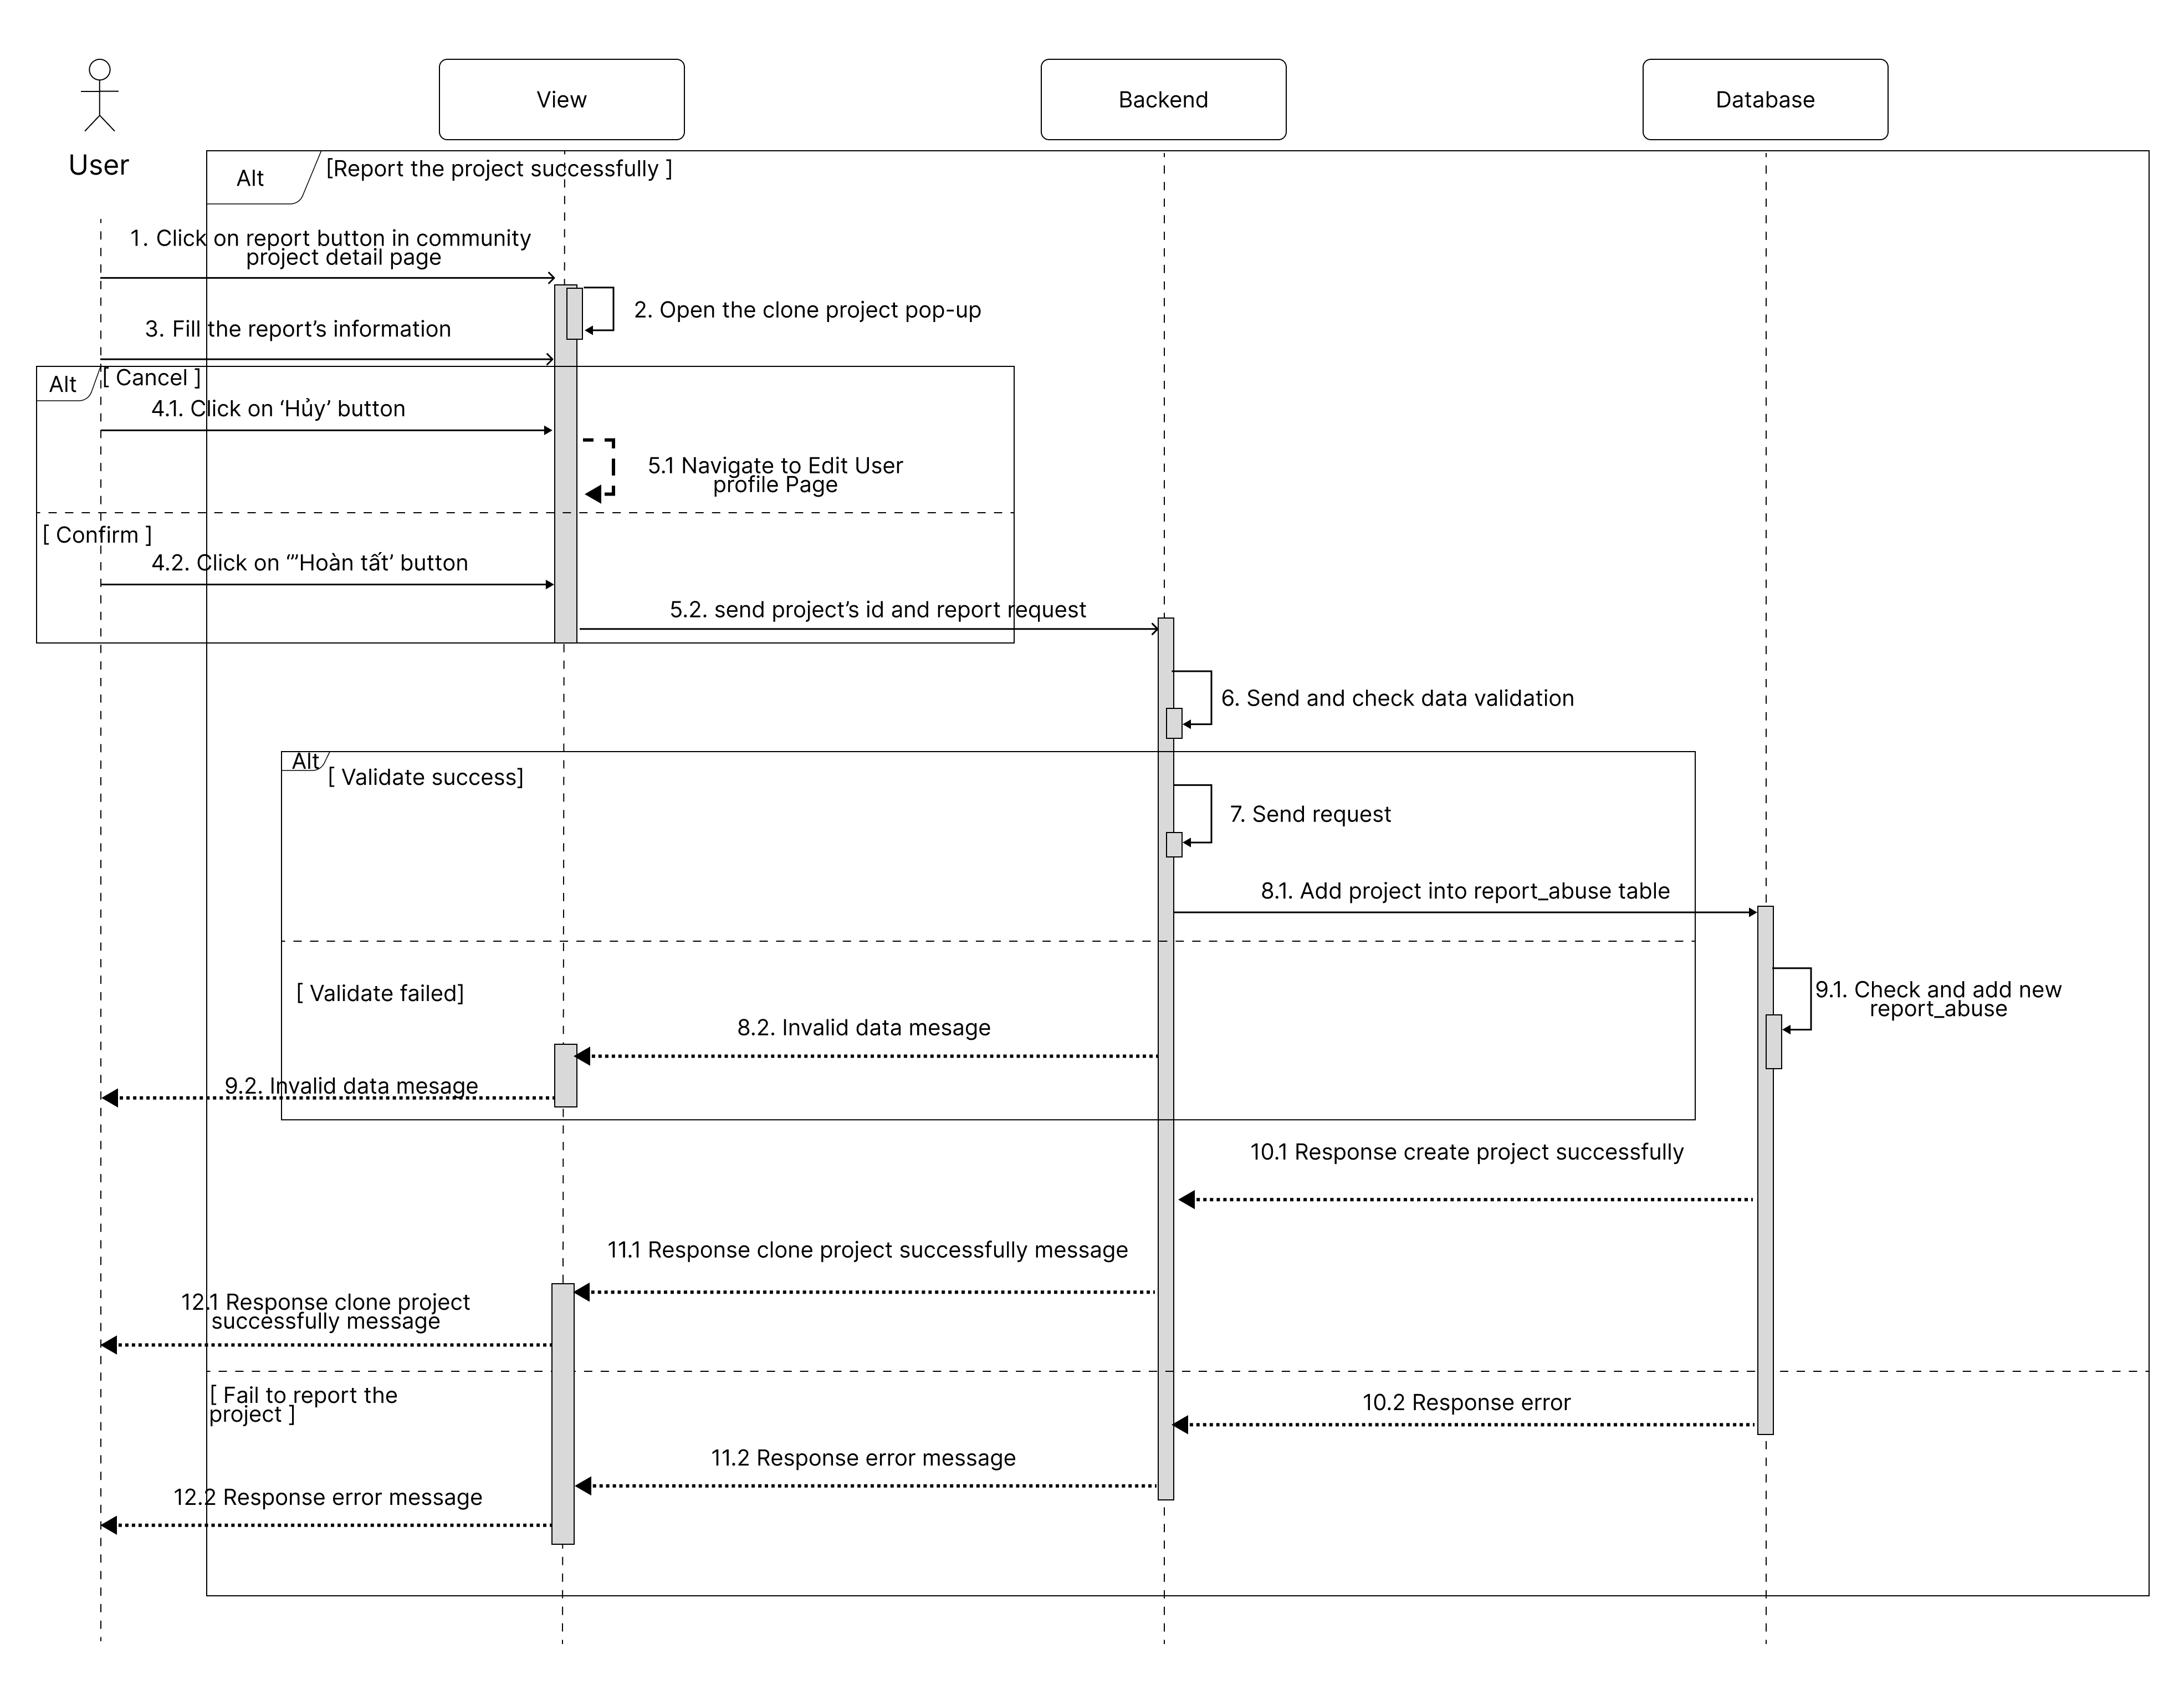 View
Backend
Database
User
Alt
[Report the project successfully ]
1. Click on report button in community
project detail page
2. Open the clone project pop-up
3. Fill the report’s information
Alt
[ Cancel ]
4.1. Click on ‘Hủy’ button
5.1 Navigate to Edit User
profile Page
[ Confirm ]
4.2. Click on “’Hoàn tất’ button
5.2. send project’s id and report request
6. Send and check data validation
Alt
[ Validate success]
7. Send request
8.1. Add project into report_abuse table
[ Validate failed]
9.1. Check and add new
report_abuse
8.2. Invalid data mesage
9.2. Invalid data mesage
10.1 Response create project successfully
11.1 Response clone project successfully message
12.1 Response clone project
successfully message
[ Fail to report the
project ]
10.2 Response error
11.2 Response error message
12.2 Response error message